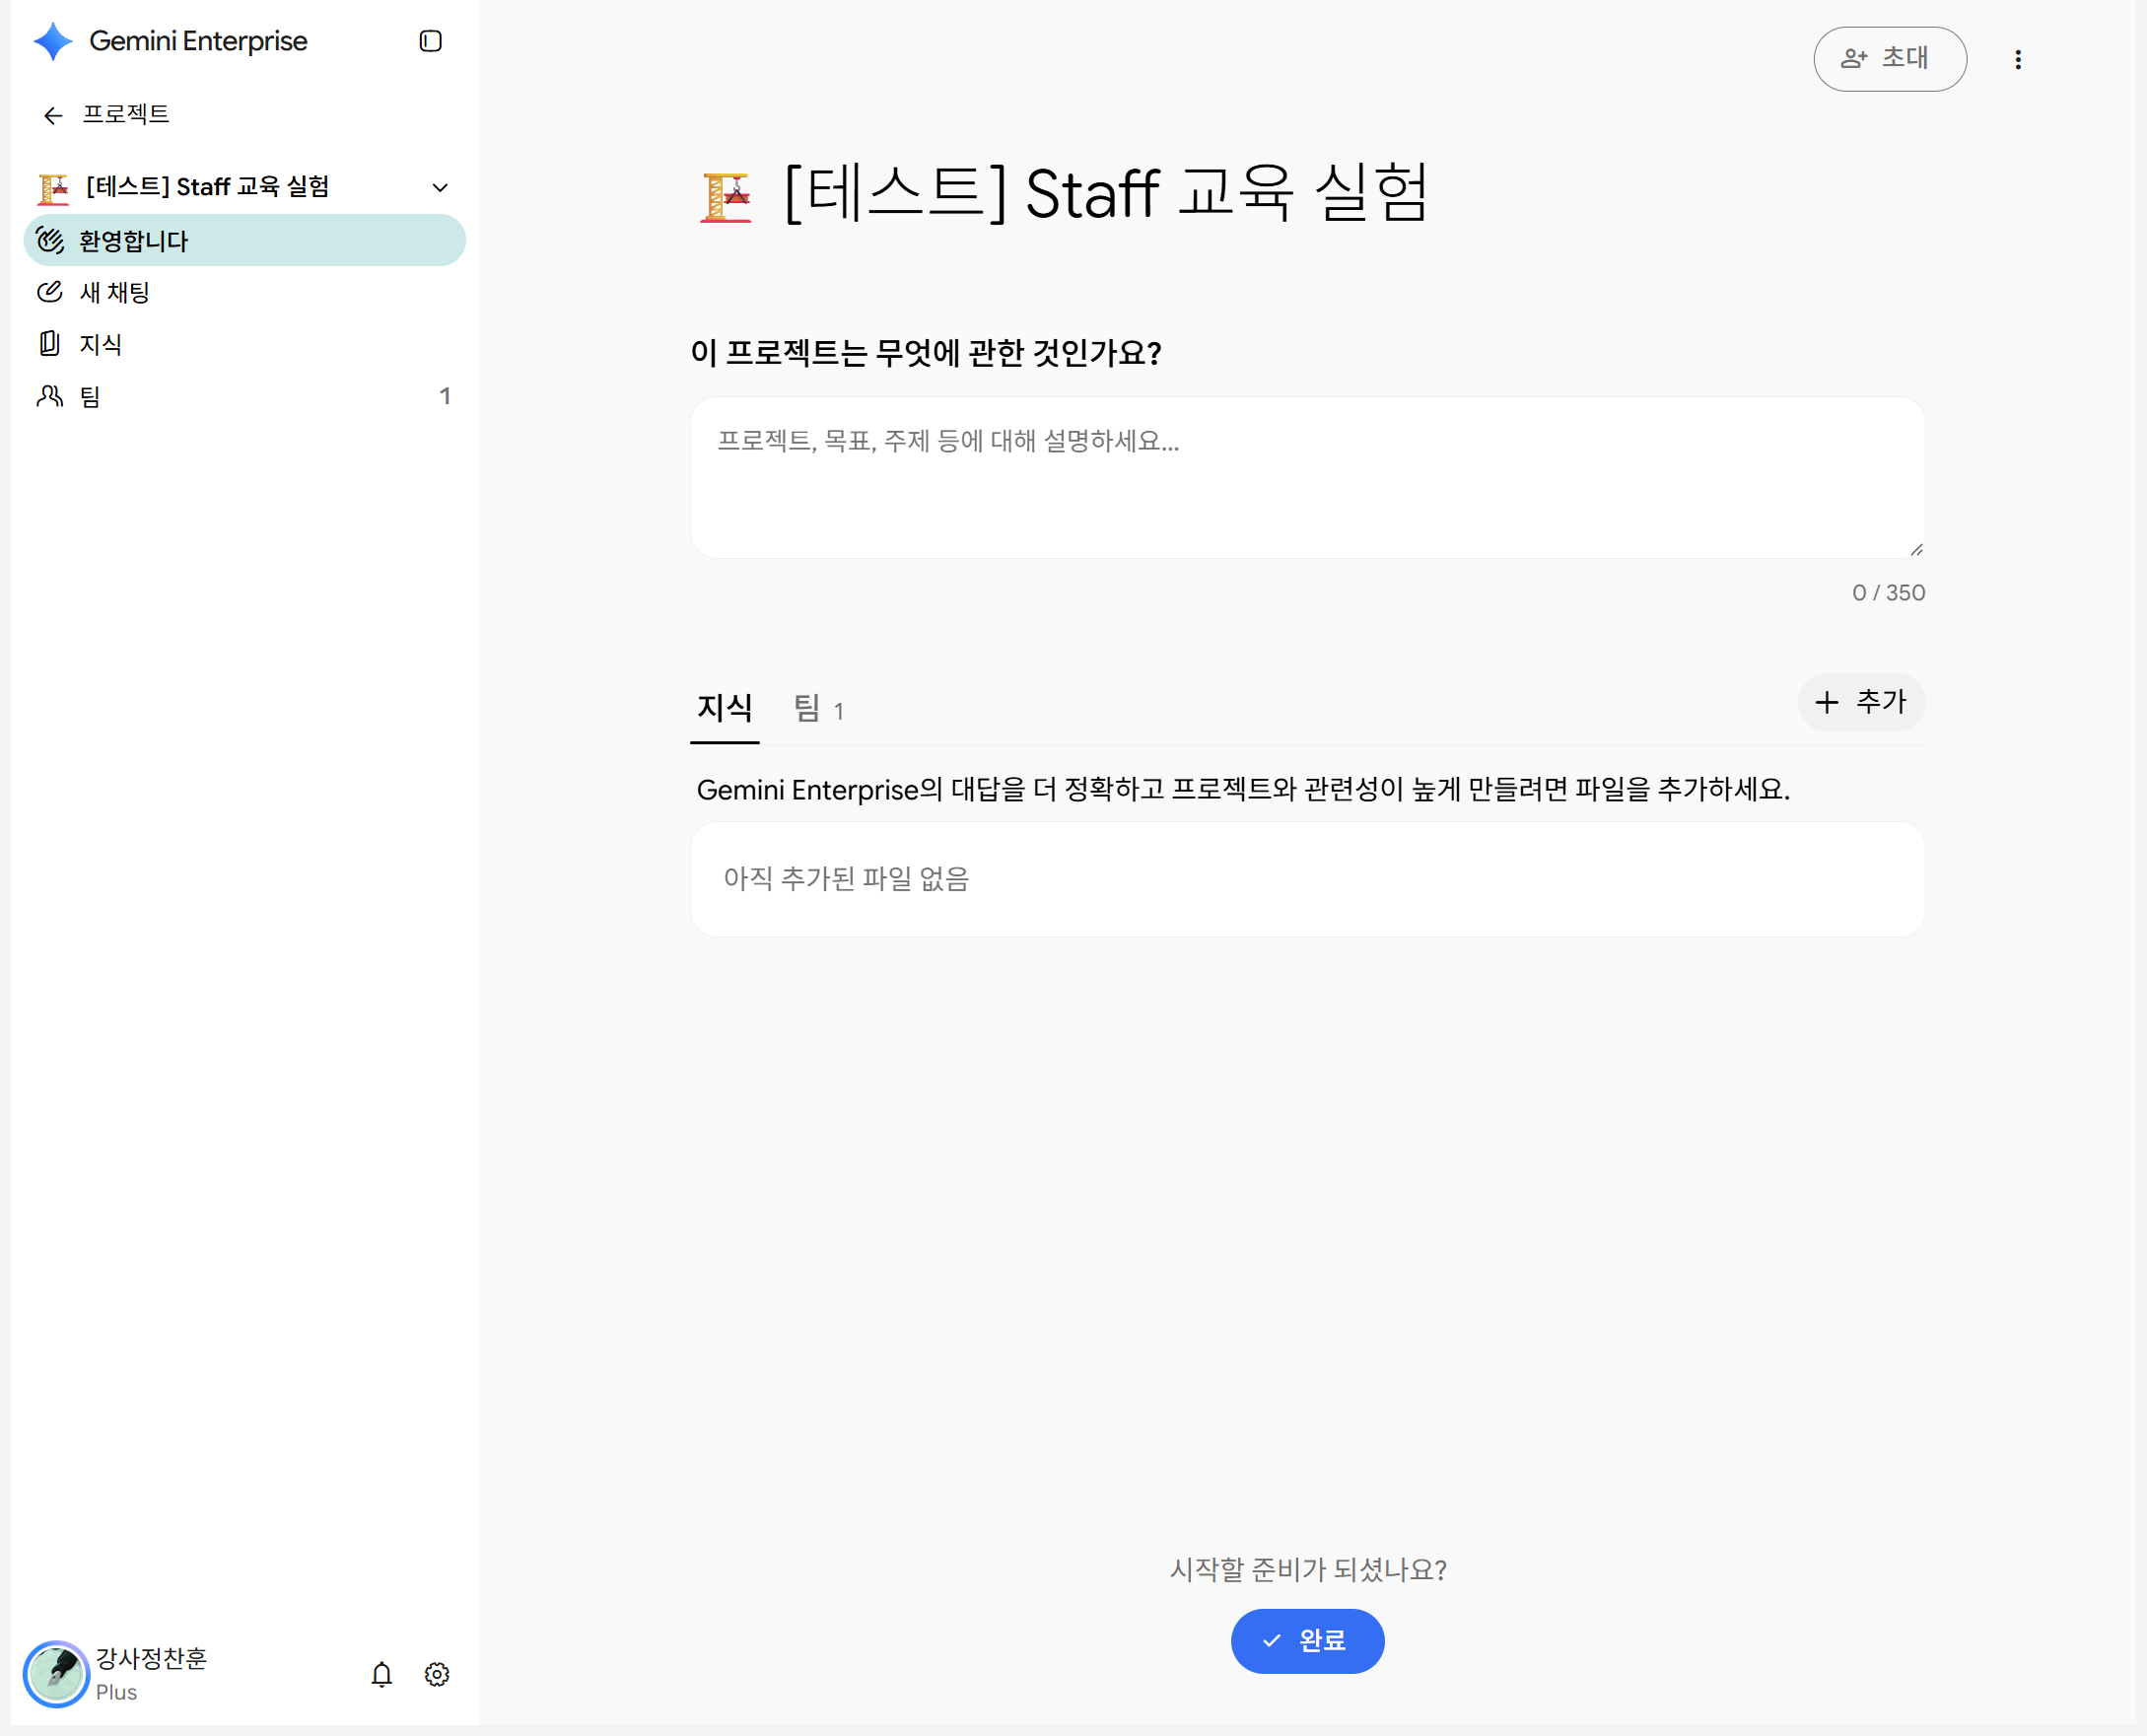 Gemini Enterprise
프로젝트
[테스트] Staff 교육 실험
환영합니다
새 채팅
지식
팀 1
강사정찬훈
Plus
초대
[테스트] Staff 교육 실험
이 프로젝트는 무엇에 관한 것인가요?
프로젝트, 목표, 주제 등에 대해 설명하세요...
0 / 350
지식 팀 1
추가
Gemini Enterprise의 대답을 더 정확하고 프로젝트와 관련성이 높게 만들려면 파일을 추가하세요.
아직 추가된 파일 없음
시작할 준비가 되셨나요?
완료